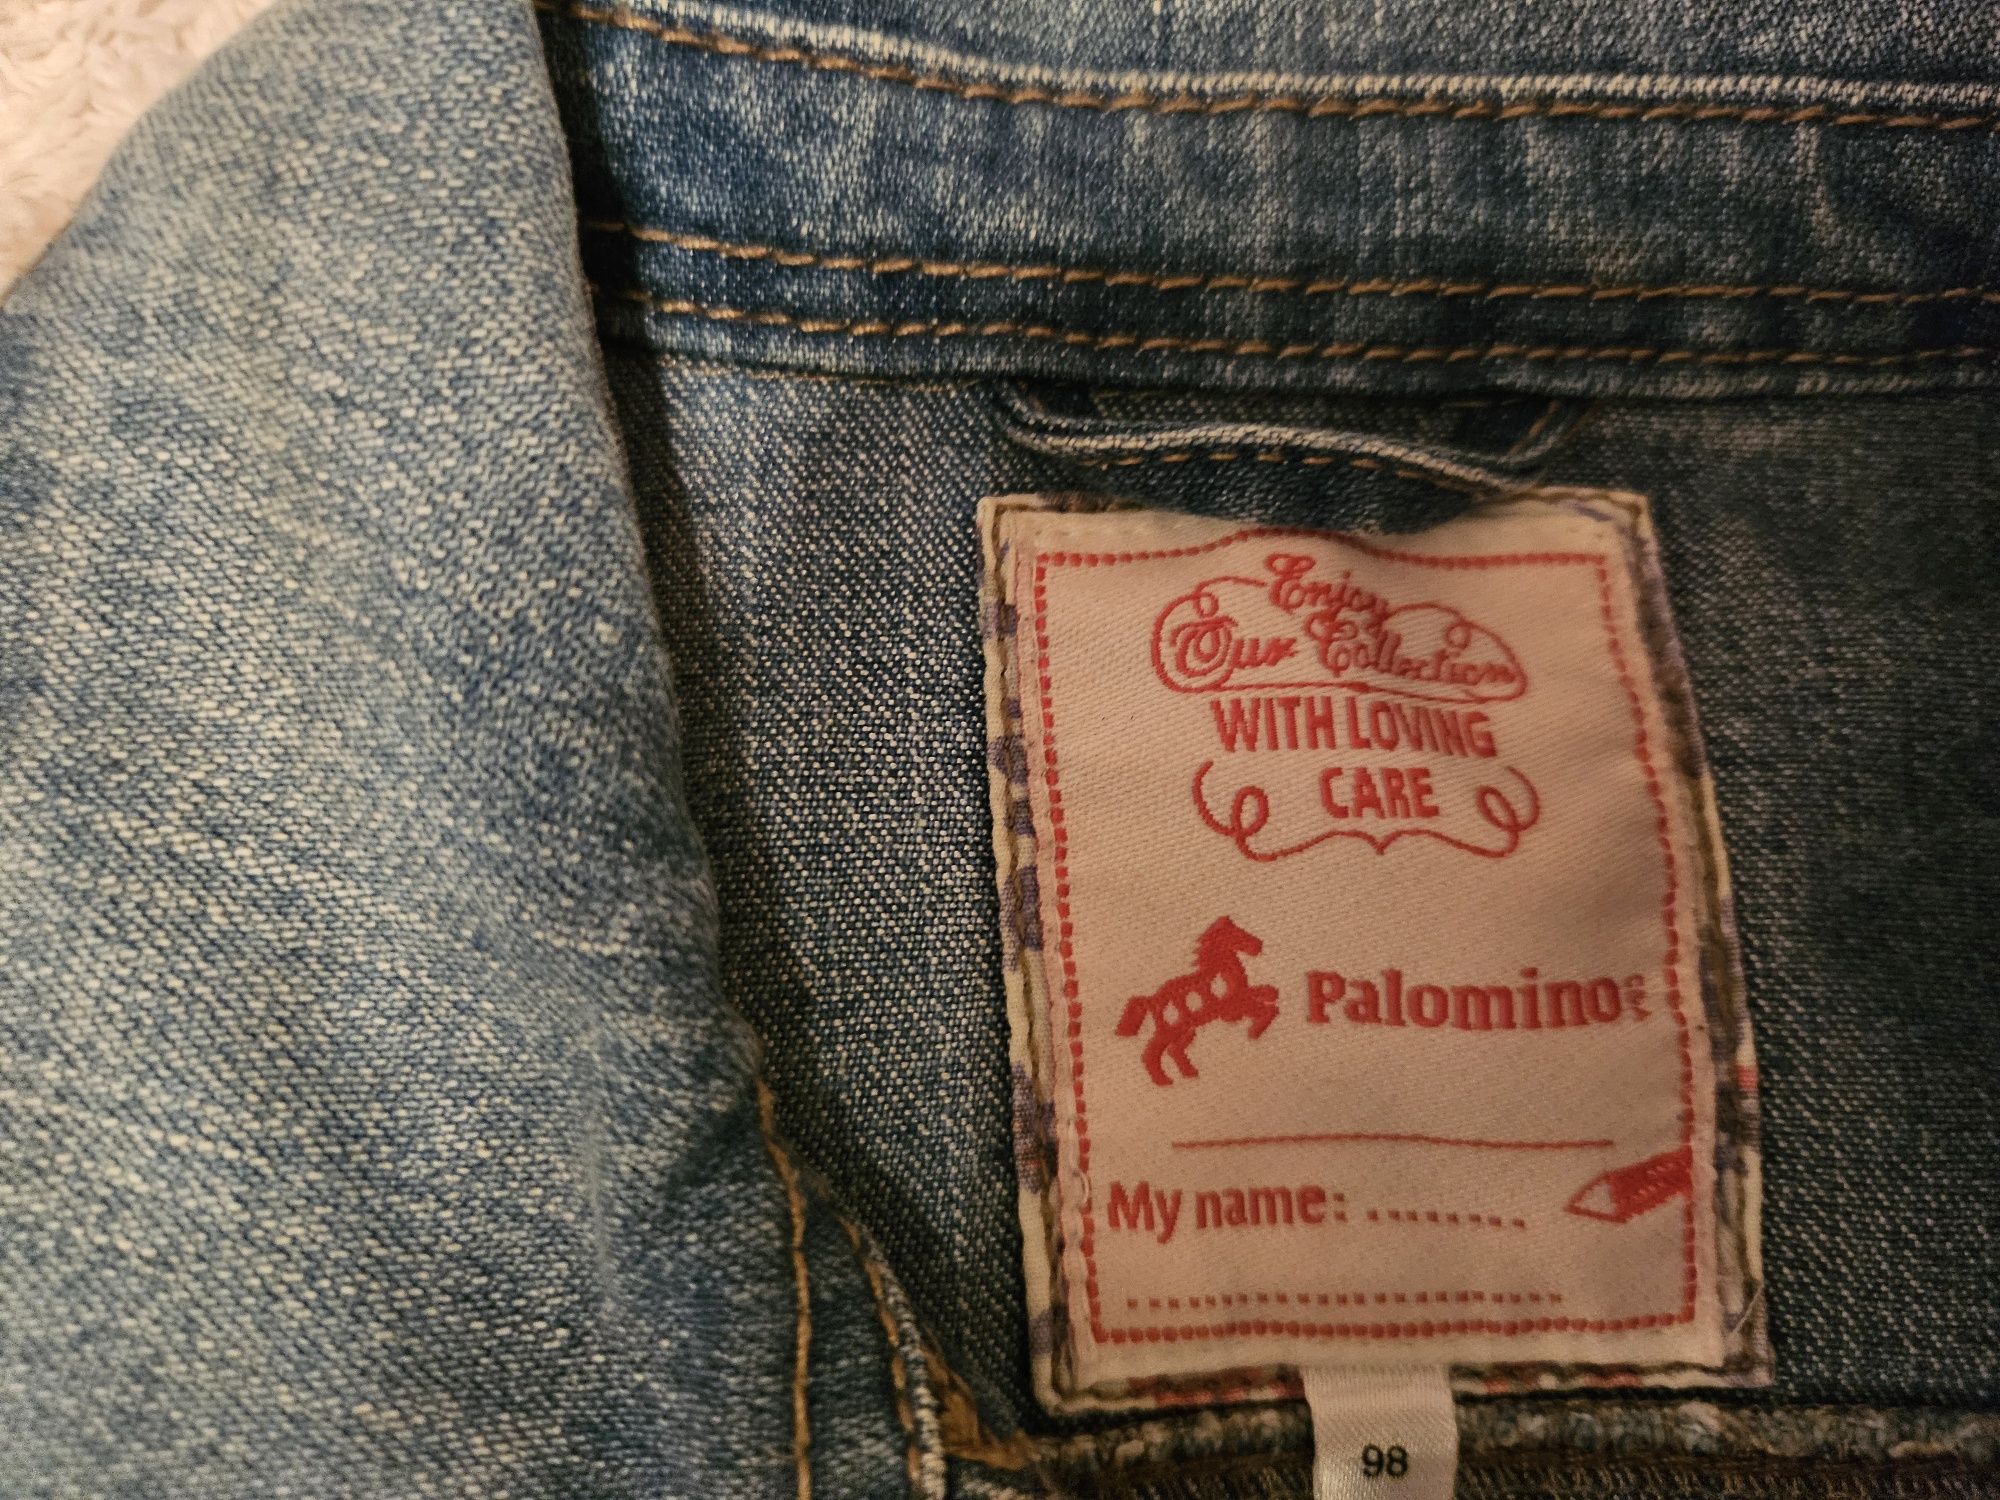 Enjoy
Our Collection
WITH LOVING
CARE
Palomino
My name: ........
......................
98